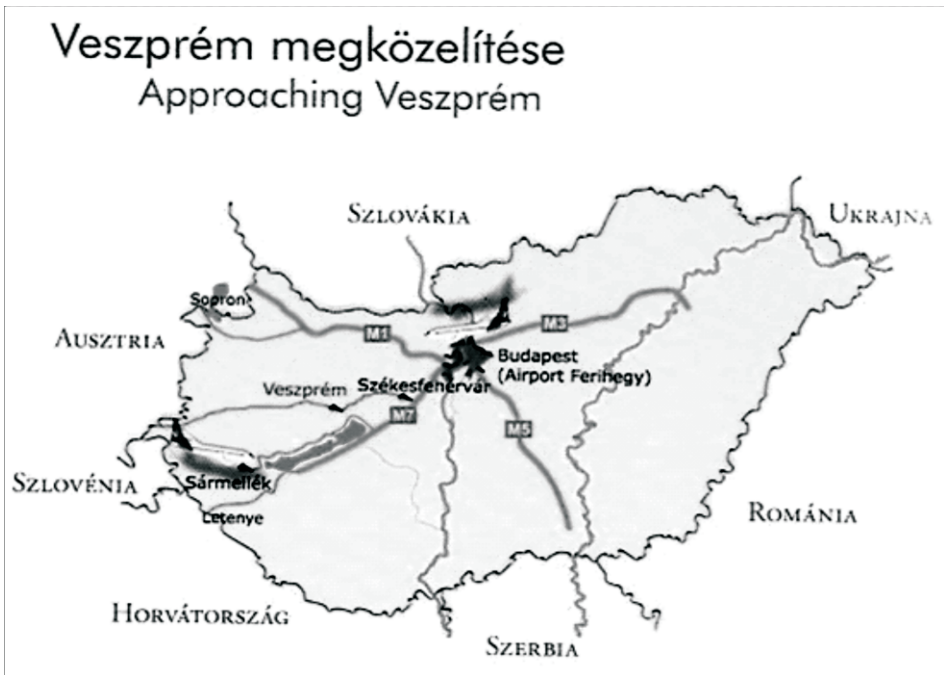 Veszprém megközelítése
Approaching Veszprém
SZLOVÁKIA
UKRAJNA
Sopron
AUSZTRIA
M1
M3
Budapest
(Airport Ferihegy)
Veszprém
Székesfehérvár
M7
M5
SZLOVÉNIA
Sármellék
Letenye
ROMÁNIA
HORVÁTORSZÁG
SZERBIA